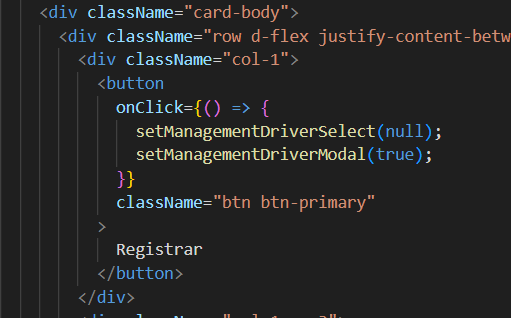 <div className="card-body">
<div className="row d-flex justify-content-betw
<div className="col-1">
<button
onClick={() => {
setManagementDriverSelect(null);
setManagementDriverModal(true);
}}
className="btn btn-primary"
>
Registrar
</button>
</div>